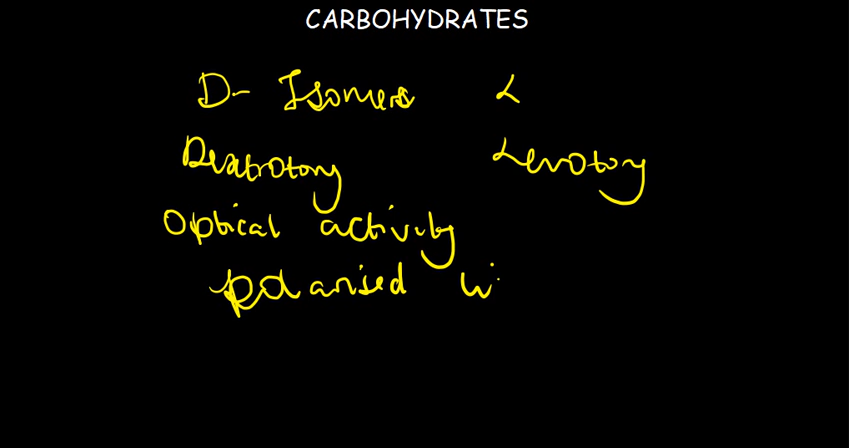 CARBOHYDRATES
D- Isomers L
Dextrotory Levotory
Optical activity
polarised